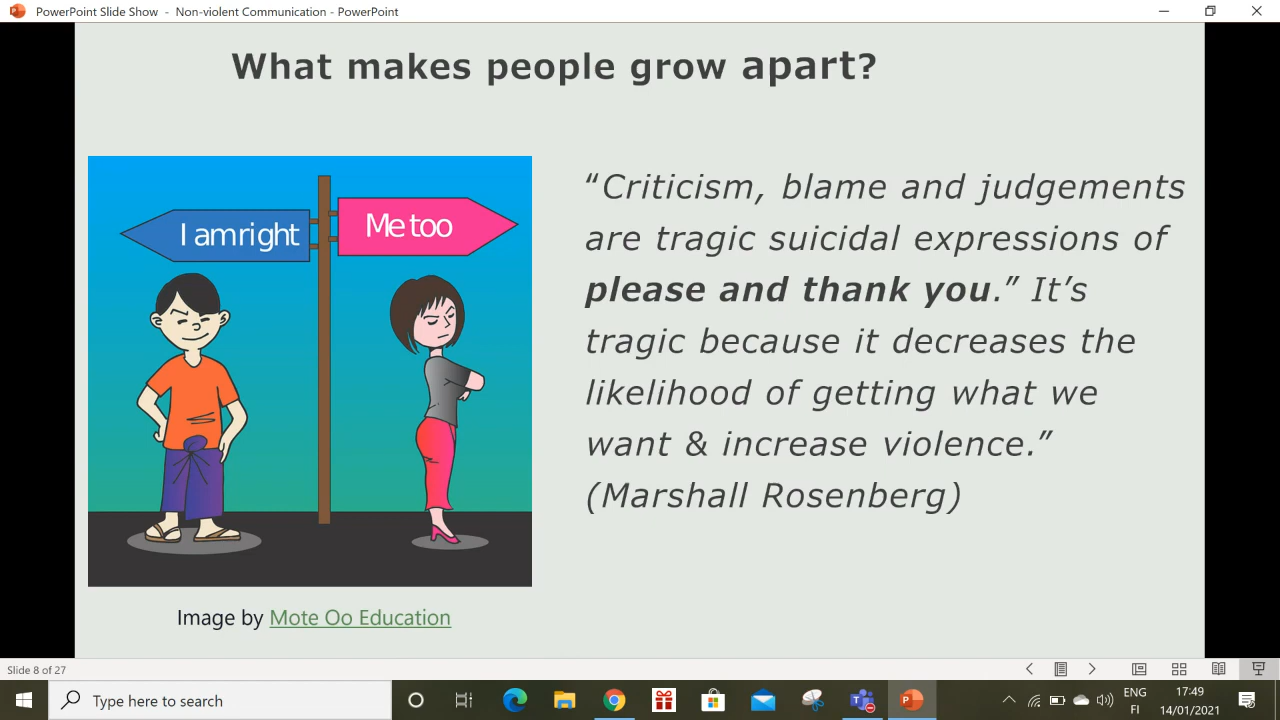 PowerPoint Slide Show - Non-violent Communication - PowerPoint
What makes people grow apart?
I am right
Me too
“Criticism, blame and judgements
are tragic suicidal expressions of
please and thank you.” It’s
tragic because it decreases the
likelihood of getting what we
want & increase violence.”
(Marshall Rosenberg)
Image by Mote Oo Education
Slide 8 of 27
Type here to search
ENG
FI
17:49
14/01/2021